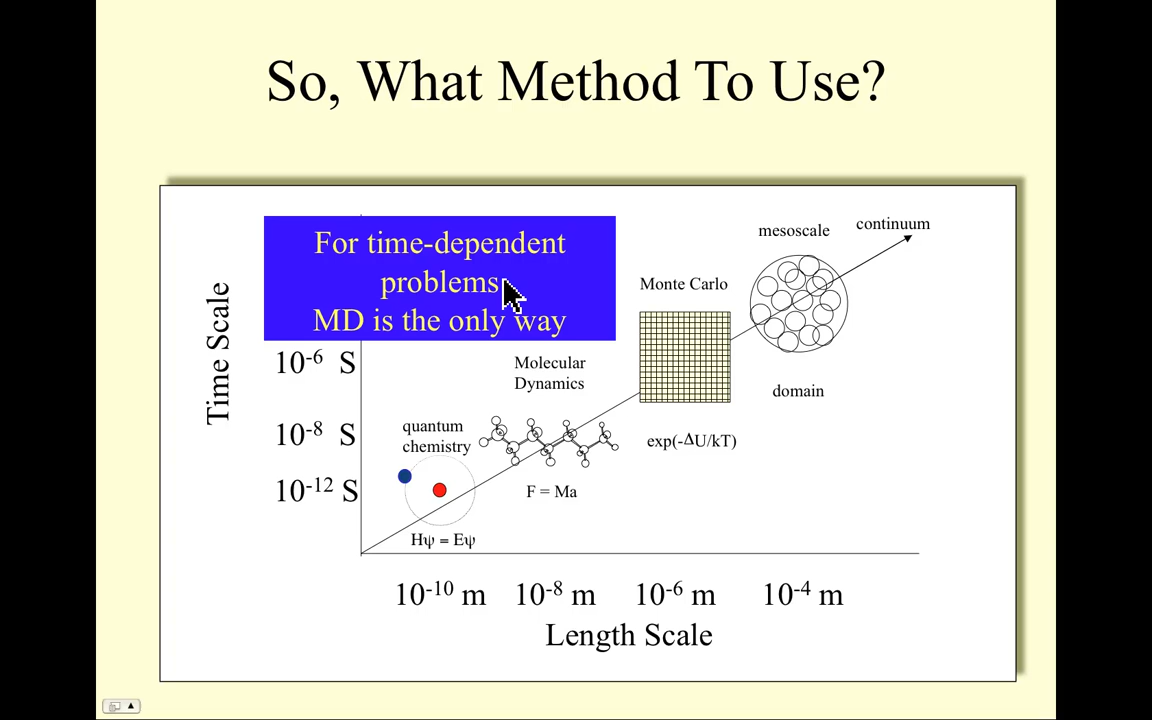 So, What Method To Use?
For time-dependent
problems
MD is the only way
continuum
mesoscale
Monte Carlo
Time Scale
10-6 S
Molecular
Dynamics
domain
10-8 S
quantum
chemistry
exp(-ΔU/kT)
10-12 S
F = Ma
Hψ = Eψ
10-10 m 10-8 m 10-6 m 10-4 m
Length Scale